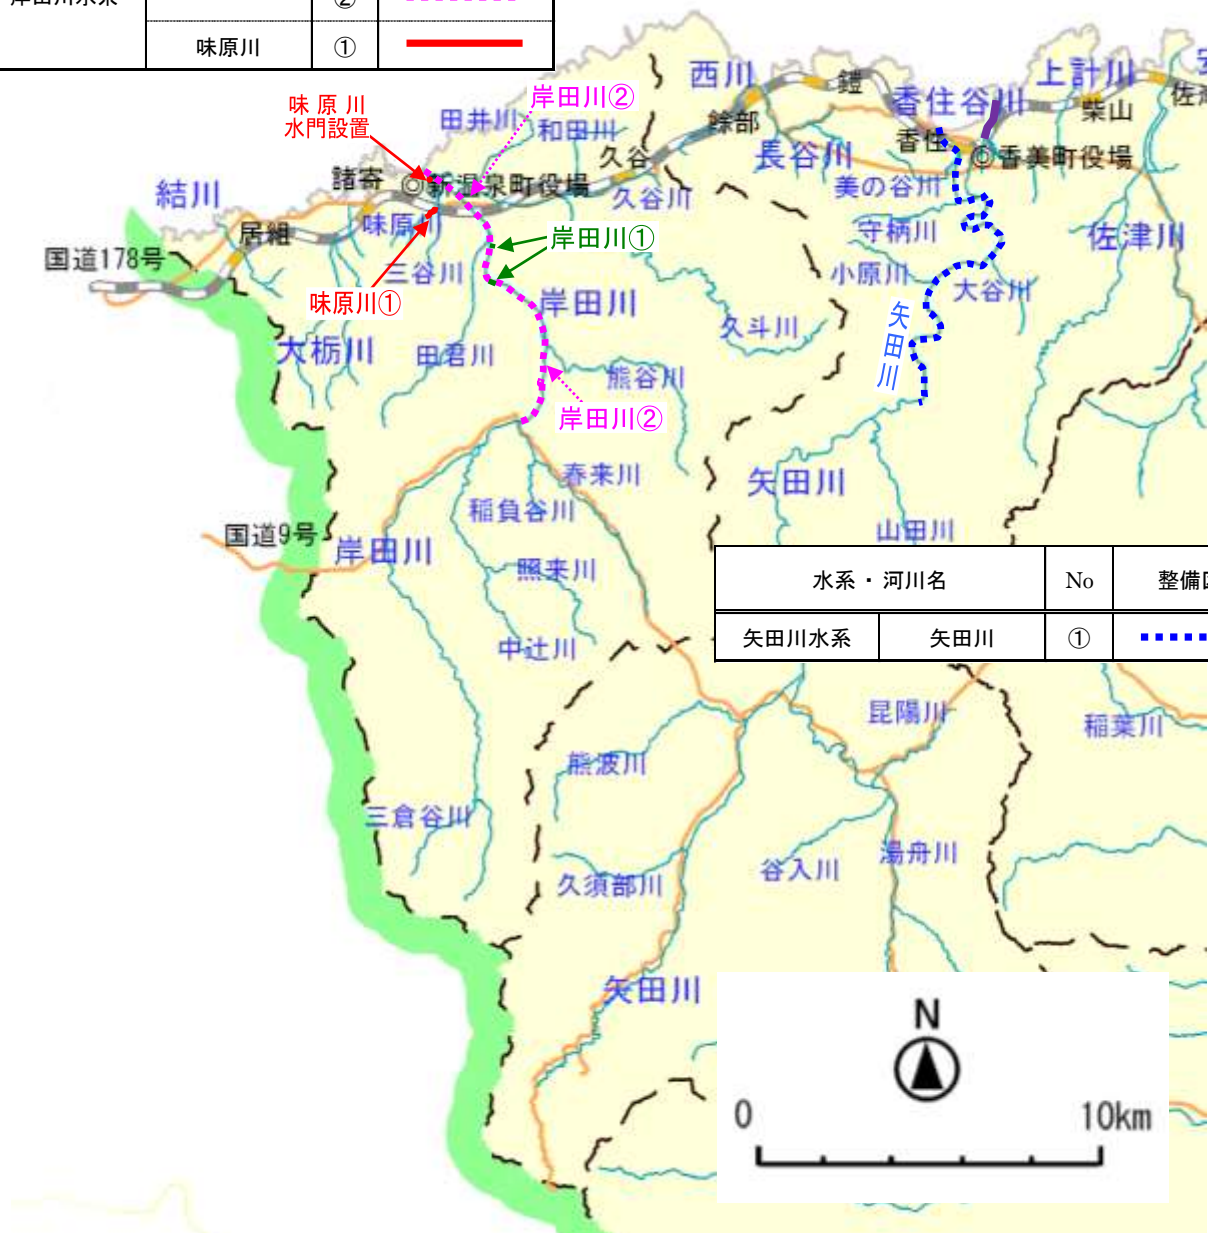 ②
味原川
①
味原川
水門設置
岸田川②
田井川
和田川
西川
鎧
餘部
香住谷川
上計川
柴山
香住
香美町役場
長谷川
美の谷川
久谷
久谷川
諸寄
新温泉町役場
結川
居組
味原川
国道178号
三谷川
味原川①
岸田川①
岸田川
守柄川
小原川
大谷川
佐津川
矢田川
久斗川
大栃川
田君川
熊谷川
岸田川②
春来川
稲負谷川
矢田川
山田川
国道9号
岸田川
照来川
中辻川
水系・河川名
No
矢田川水系
矢田川
①
昆陽川
稲葉川
熊波川
三倉谷川
久須部川
谷入川
湯舟川
矢田川
N
0
10km